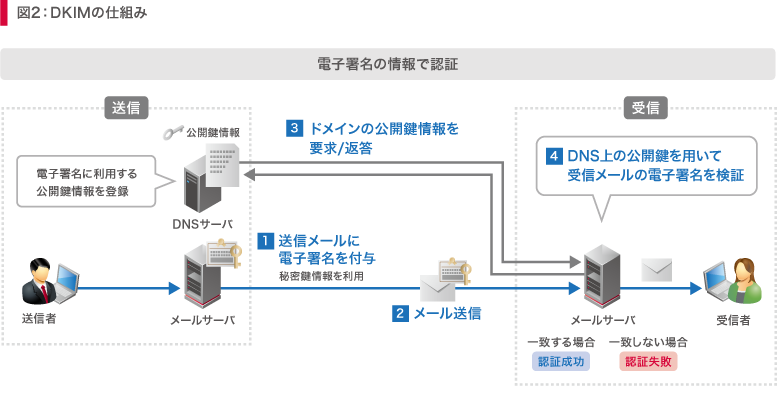 図2：DKIMの仕組み
電子署名の情報で認証
送信
受信
公開鍵情報
電子署名に利用する
公開鍵情報を登録
DNSサーバ
3 ドメインの公開鍵情報を
要求/返答
4 DNS上の公開鍵を用いて
受信メールの電子署名を検証
1 送信メールに
電子署名を付与
秘密鍵情報を利用
送信者
メールサーバ
2 メール送信
メールサーバ
受信者
一致する場合
認証成功
一致しない場合
認証失敗